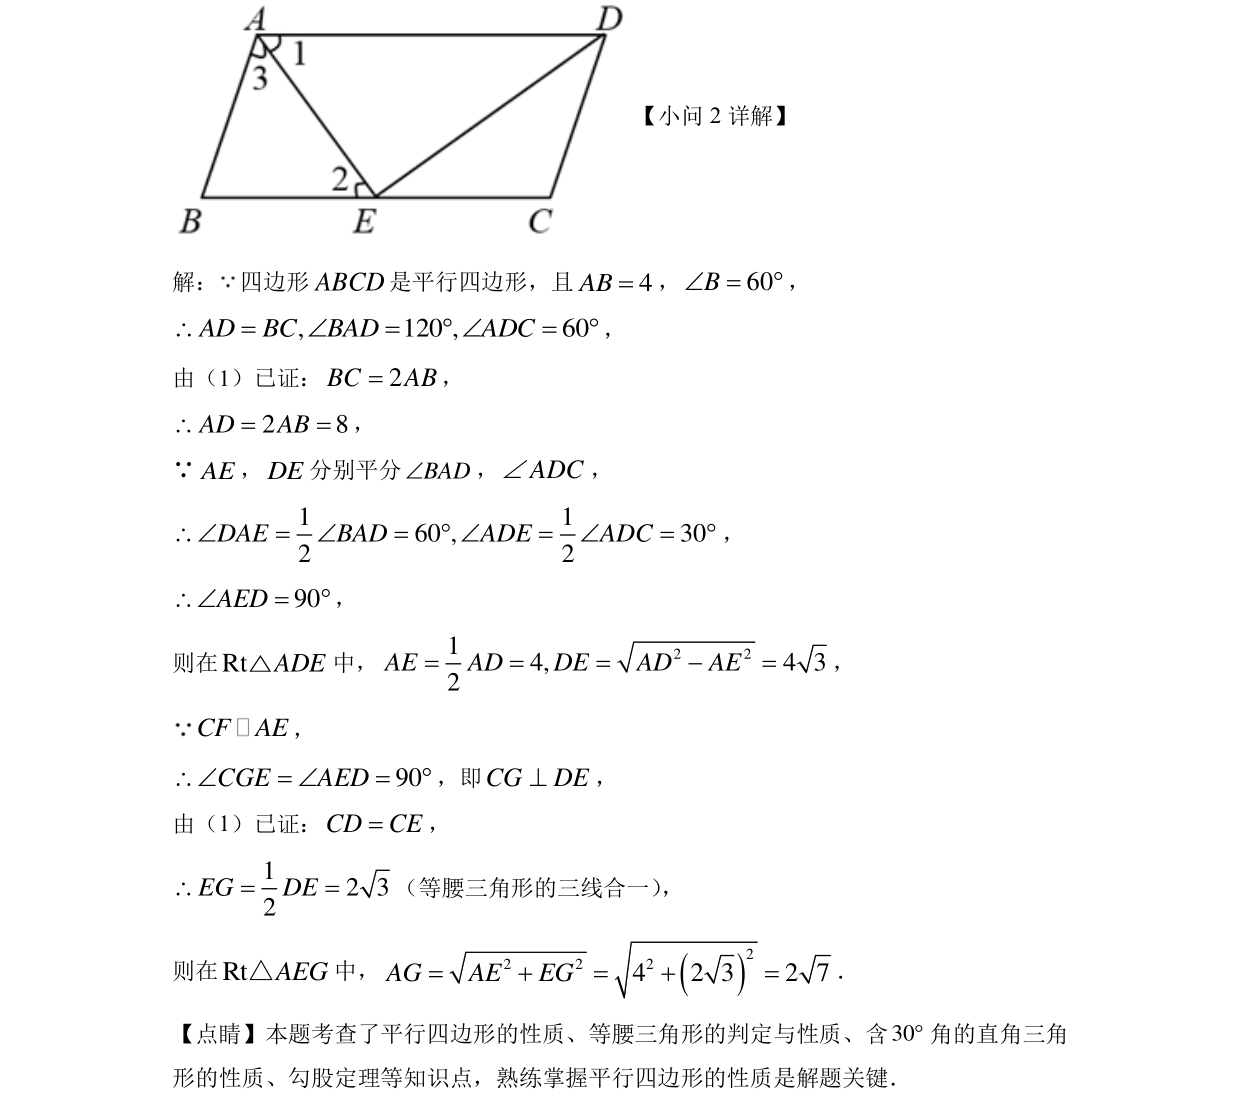 A D
1
3
【小问 2 详解】
2
B E C
解：∵四边形 ABCD 是平行四边形，且 AB = 4，∠B = 60°，
∴ AD = BC, ∠BAD = 120°, ∠ADC = 60°，
由（1）已证：BC = 2AB，
∴ AD = 2AB = 8，
∵ AE，DE 分别平分∠BAD，∠ADC，
∴ ∠DAE = 1/2 ∠BAD = 60°, ∠ADE = 1/2 ∠ADC = 30°，
∴ ∠AED = 90°，
则在 Rt△ADE 中，AE = 1/2 AD = 4, DE = √(AD² − AE²) = 4√3，
∵ CF □ AE，
∴ ∠CGE = ∠AED = 90°，即 CG ⊥ DE，
由（1）已证：CD = CE，
∴ EG = 1/2 DE = 2√3（等腰三角形的三线合一），
则在 Rt△AEG 中，AG = √(AE² + EG²) = √(4² + (2√3)²) = 2√7．
【点睛】本题考查了平行四边形的性质、等腰三角形的判定与性质、含30° 角的直角三角
形的性质、勾股定理等知识点，熟练掌握平行四边形的性质是解题关键．